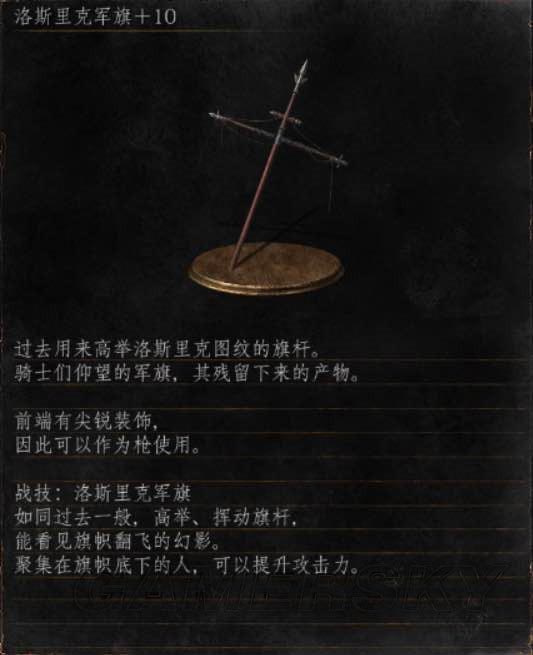 洛斯里克军旗＋10
过去用来高举洛斯里克图纹的旗杆。
骑士们仰望的军旗，其残留下来的产物。
前端有尖锐装饰，
因此可以作为枪使用。
战技：洛斯里克军旗
如同过去一般，高举、挥动旗杆，
能看见旗帜翻飞的幻影。
聚集在旗帜底下的人，可以提升攻击力。
GAMERSKY